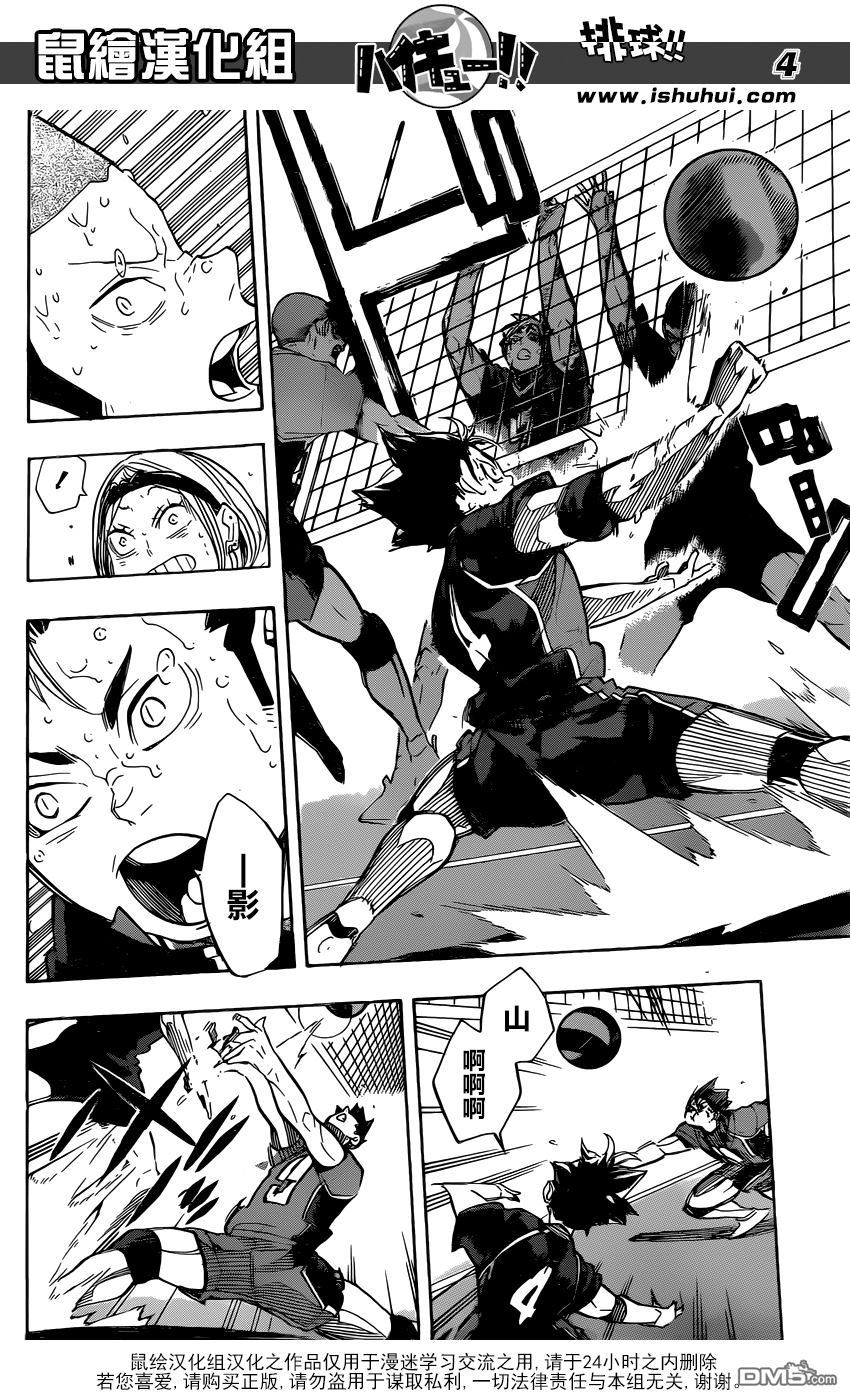 鼠繪漢化組
ハイキュー!!
排球!!
4
www.ishuhui.com
!
一影
山
啊啊啊
4
鼠绘汉化组汉化之作品仅用于漫迷学习交流之用, 请于24小时之内删除
若您喜爱, 请购买正版, 请勿盗用于谋取私利, 一切法律责任与本组无关, 谢谢。
DM5.com